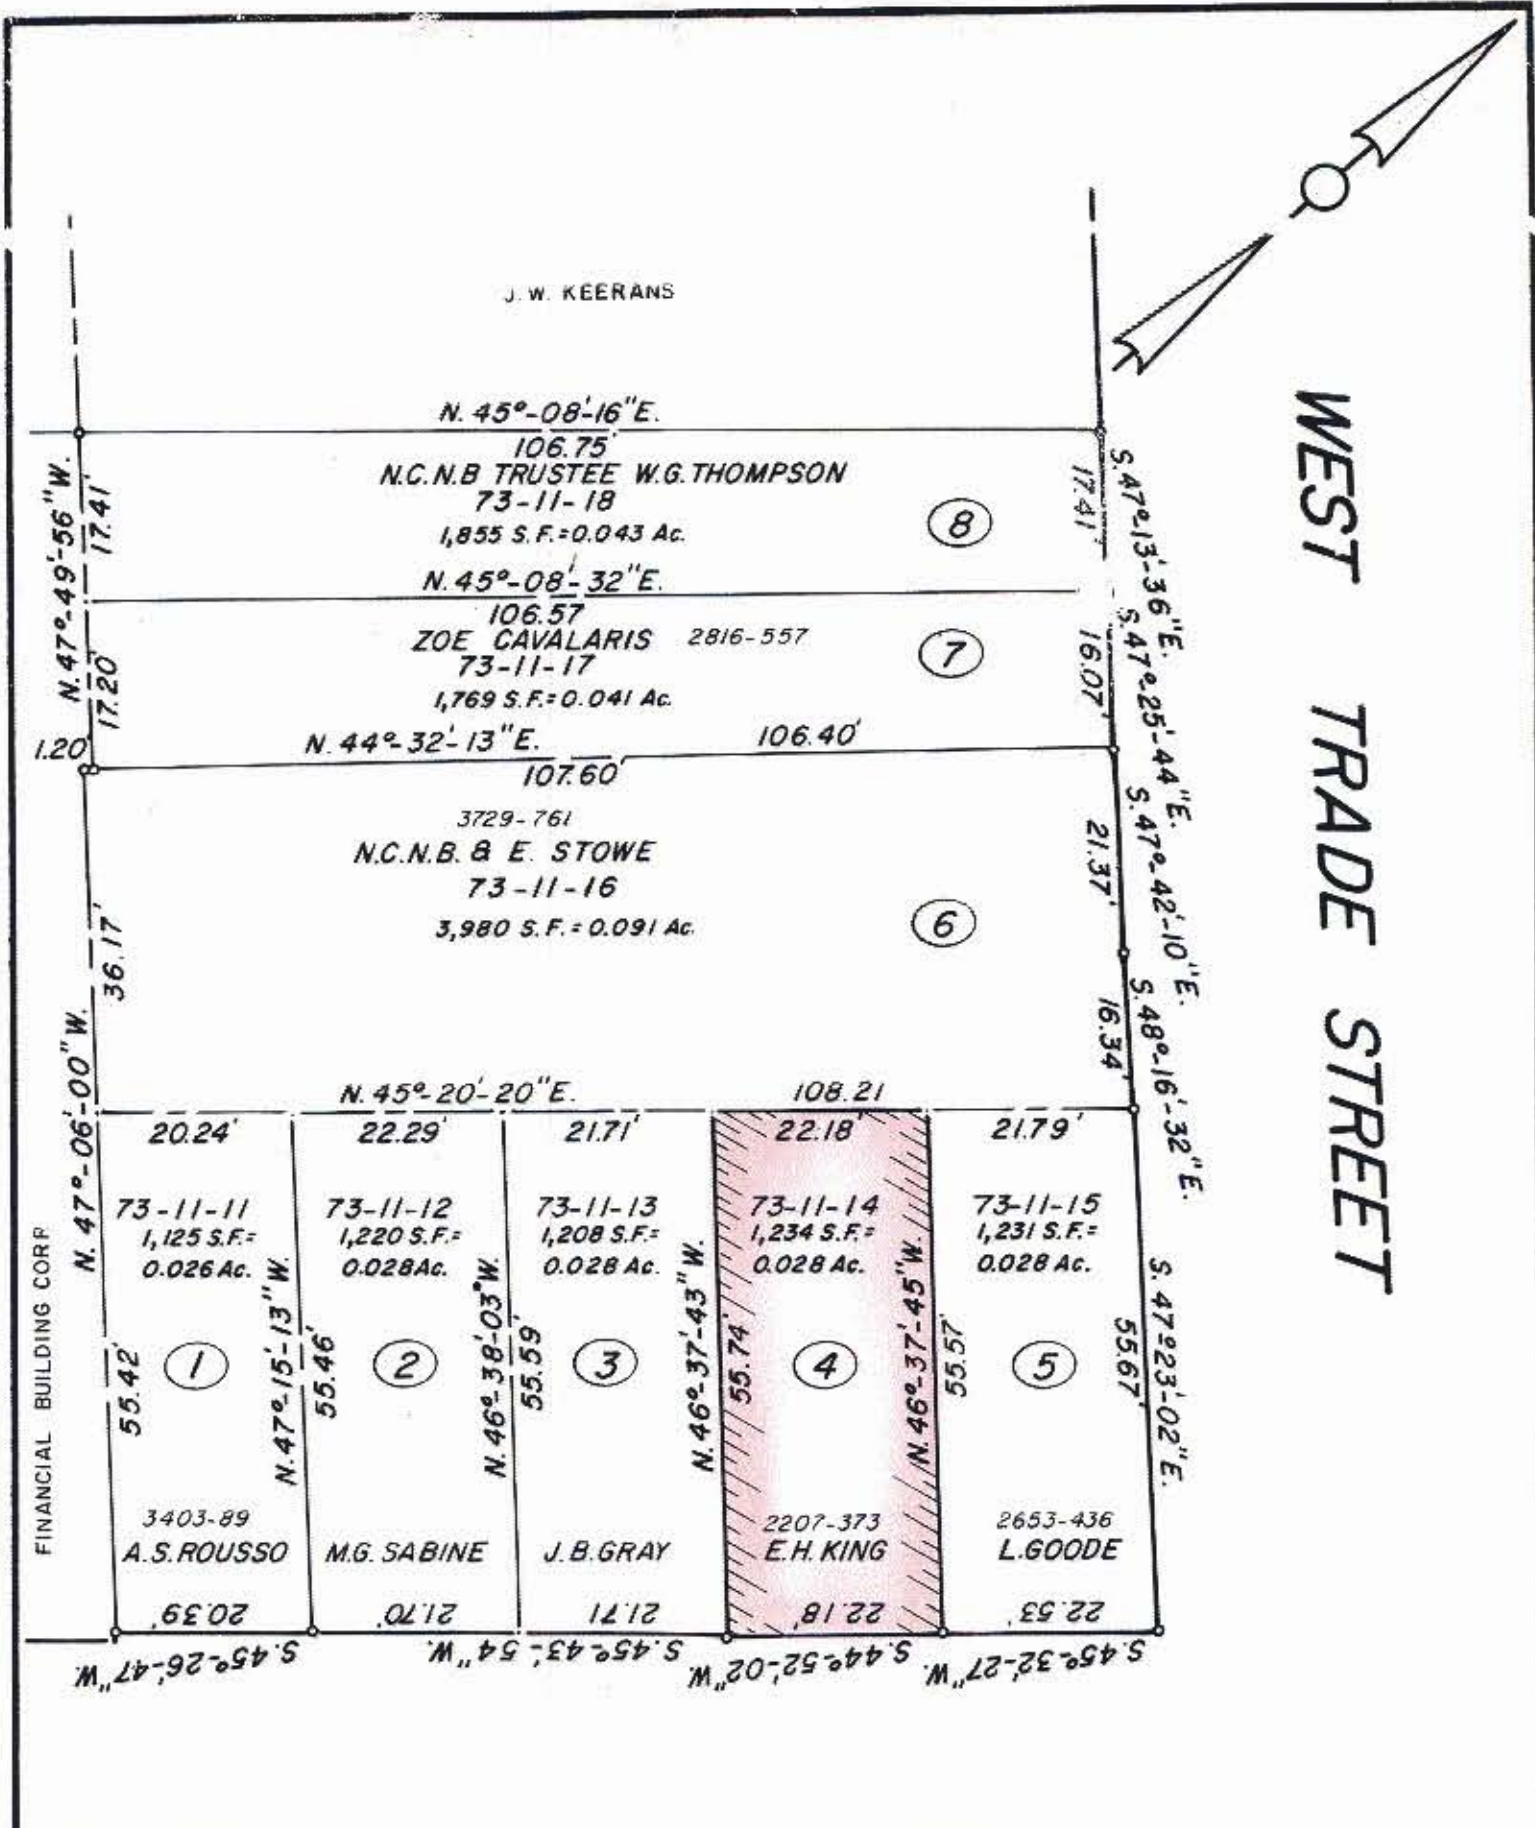 J. W. KEERANS
N. 45°-08'-16"E.
106.75'
N.C.N.B TRUSTEE W.G. THOMPSON
73-11-18
1,855 S.F.=0.043 Ac.
8
N. 47°-49'-56"W.
17.41'
17.41'
S. 47°-13'-36"E.
N. 45°-08'-32"E.
106.57
ZOE CAVALARIS 2816-557
73-11-17
1,769 S.F.=0.041 Ac.
7
17.20'
16.07'
S. 47°-25'-44"E.
1.20'
N. 44°-32'-13"E. 106.40'
107.60'
3729-761
N.C.N.B. & E. STOWE
73-11-16
3,980 S.F.=0.091 Ac.
6
36.17'
21.37'
S. 47°-42'-10"E.
16.34'
S. 48°-16'-32"E.
N. 47°-06'-00"W.
N. 45°-20'-20"E. 108.21
20.24' 22.29' 21.71' 22.18' 21.79'
73-11-11
1,125 S.F.=
0.026 Ac.
1
55.42'
3403-89
A.S. ROUSSO
20.39'
N. 47°-15'-13"W.
55.46'
73-11-12
1,220 S.F.=
0.028 Ac.
2
M.G. SABINE
21.70'
N. 46°-38'-03"W.
55.59'
73-11-13
1,208 S.F.=
0.028 Ac.
3
J. B. GRAY
21.71
N. 46°-37'-43"W.
55.74'
73-11-14
1,234 S.F.=
0.028 Ac.
4
2207-373
E.H. KING
22.18'
N. 46°-37'-45"W.
55.57'
73-11-15
1,231 S.F.=
0.028 Ac.
5
2653-436
L. GOODE
22.53'
55.67'
S. 47°23'-02"E.
S. 45°-26'-47"W.
S. 45°-43'-54"W.
S. 44°-52'-02"W.
S. 45°-32'-27"W.
FINANCIAL BUILDING CORP
WEST TRADE STREET